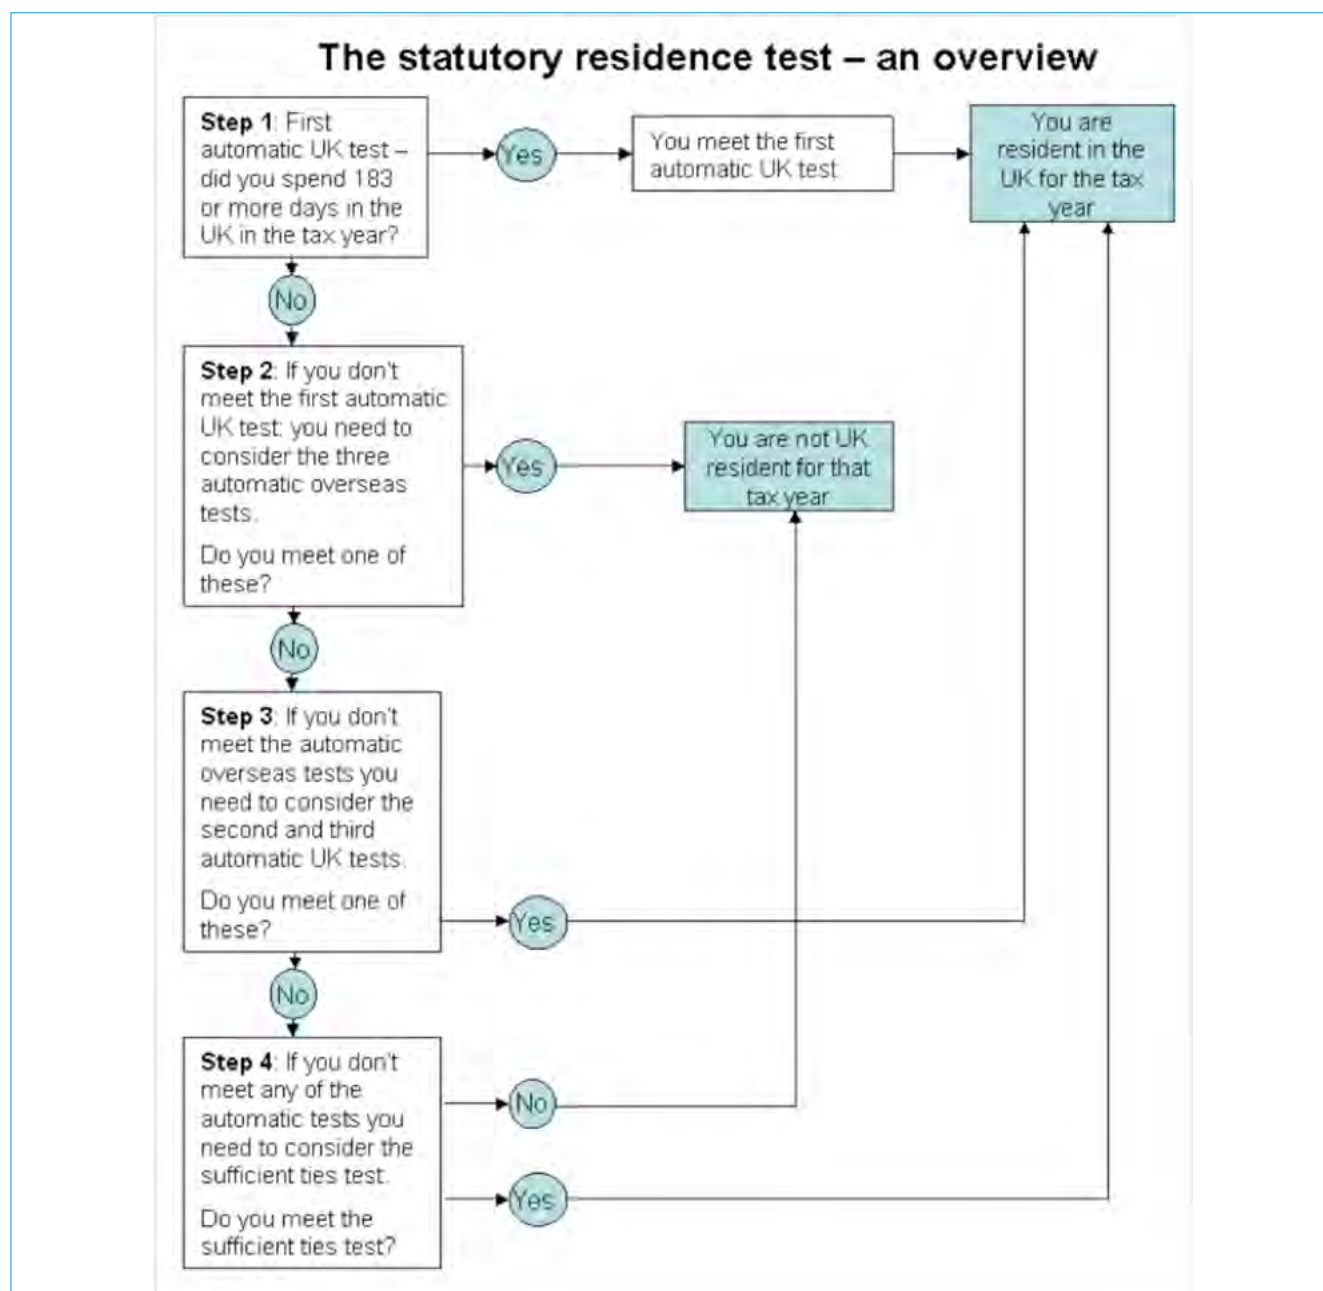 The statutory residence test – an overview
Step 1: First
automatic UK test –
did you spend 183
or more days in the
UK in the tax year?
Yes
You meet the first
automatic UK test
You are
resident in the
UK for the tax
year
No
Step 2: If you don't
meet the first automatic
UK test: you need to
consider the three
automatic overseas
tests.
Do you meet one of
these?
Yes
You are not UK
resident for that
tax year
No
Step 3: If you don't
meet the automatic
overseas tests you
need to consider the
second and third
automatic UK tests.
Do you meet one of
these?
Yes
No
Step 4: If you don't
meet any of the
automatic tests you
need to consider the
sufficient ties test.
Do you meet the
sufficient ties test?
No
Yes